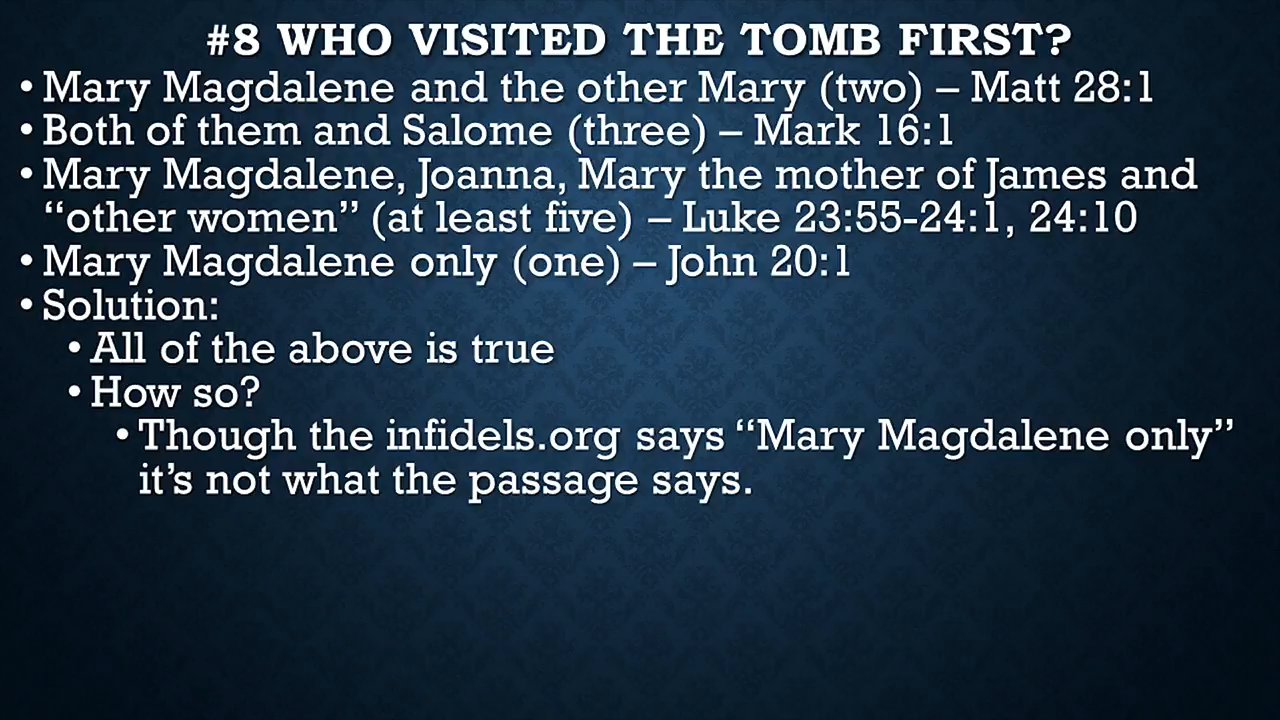 #8 WHO VISITED THE TOMB FIRST?
• Mary Magdalene and the other Mary (two) – Matt 28:1
• Both of them and Salome (three) – Mark 16:1
• Mary Magdalene, Joanna, Mary the mother of James and
“other women” (at least five) – Luke 23:55-24:1, 24:10
• Mary Magdalene only (one) – John 20:1
• Solution:
• All of the above is true
• How so?
• Though the infidels.org says “Mary Magdalene only”
it’s not what the passage says.